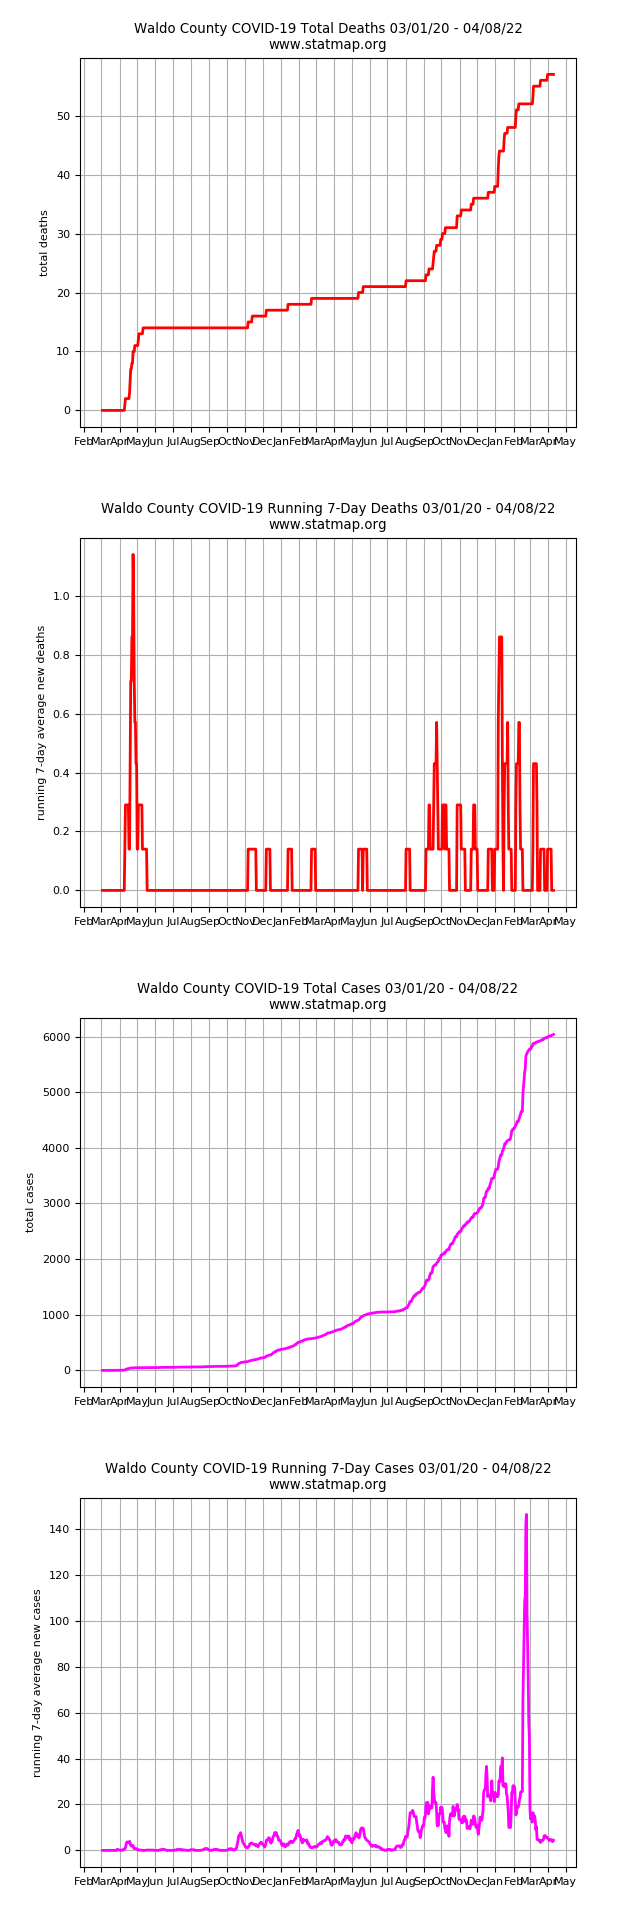 Waldo County COVID-19 Total Deaths 03/01/20 - 04/08/22
www.statmap.org
50
40
30
20
10
0
total deaths
Feb Mar Apr May Jun Jul Aug Sep Oct Nov Dec Jan Feb Mar Apr May Jun Jul Aug Sep Oct Nov Dec Jan Feb Mar Apr May
Waldo County COVID-19 Running 7-Day Deaths 03/01/20 - 04/08/22
www.statmap.org
1.0
0.8
0.6
0.4
0.2
0.0
running 7-day average new deaths
Feb Mar Apr May Jun Jul Aug Sep Oct Nov Dec Jan Feb Mar Apr May Jun Jul Aug Sep Oct Nov Dec Jan Feb Mar Apr May
Waldo County COVID-19 Total Cases 03/01/20 - 04/08/22
www.statmap.org
6000
5000
4000
3000
2000
1000
0
total cases
Feb Mar Apr May Jun Jul Aug Sep Oct Nov Dec Jan Feb Mar Apr May Jun Jul Aug Sep Oct Nov Dec Jan Feb Mar Apr May
Waldo County COVID-19 Running 7-Day Cases 03/01/20 - 04/08/22
www.statmap.org
140
120
100
80
60
40
20
0
running 7-day average new cases
Feb Mar Apr May Jun Jul Aug Sep Oct Nov Dec Jan Feb Mar Apr May Jun Jul Aug Sep Oct Nov Dec Jan Feb Mar Apr May